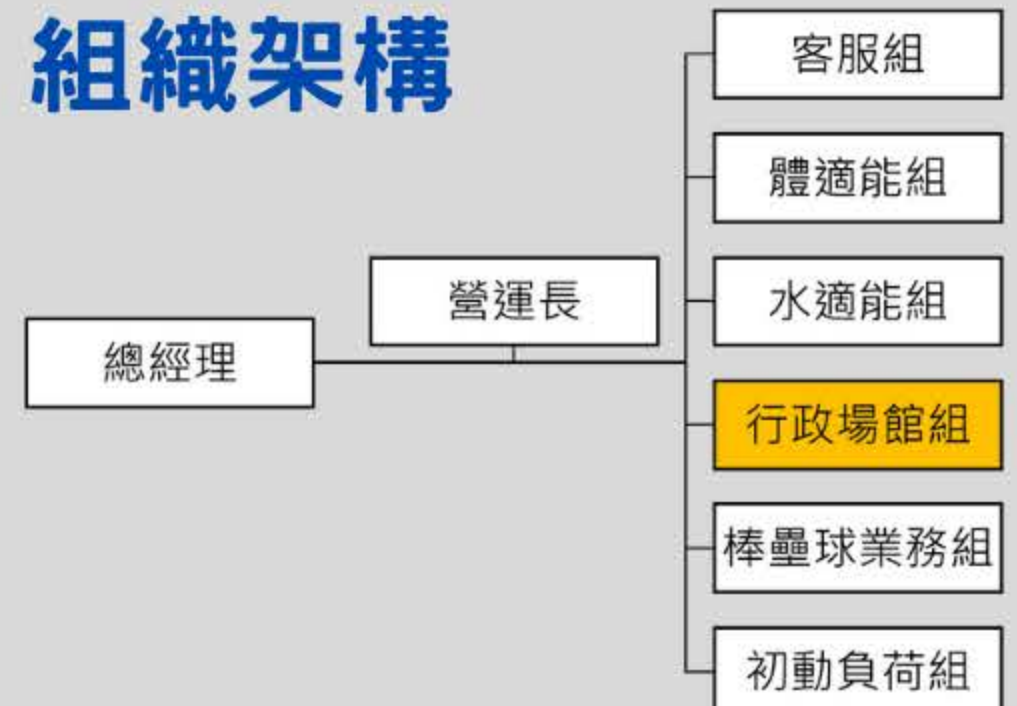 組織架構
總經理
營運長
客服組
體適能組
水適能組
行政場館組
棒壘球業務組
初動負荷組